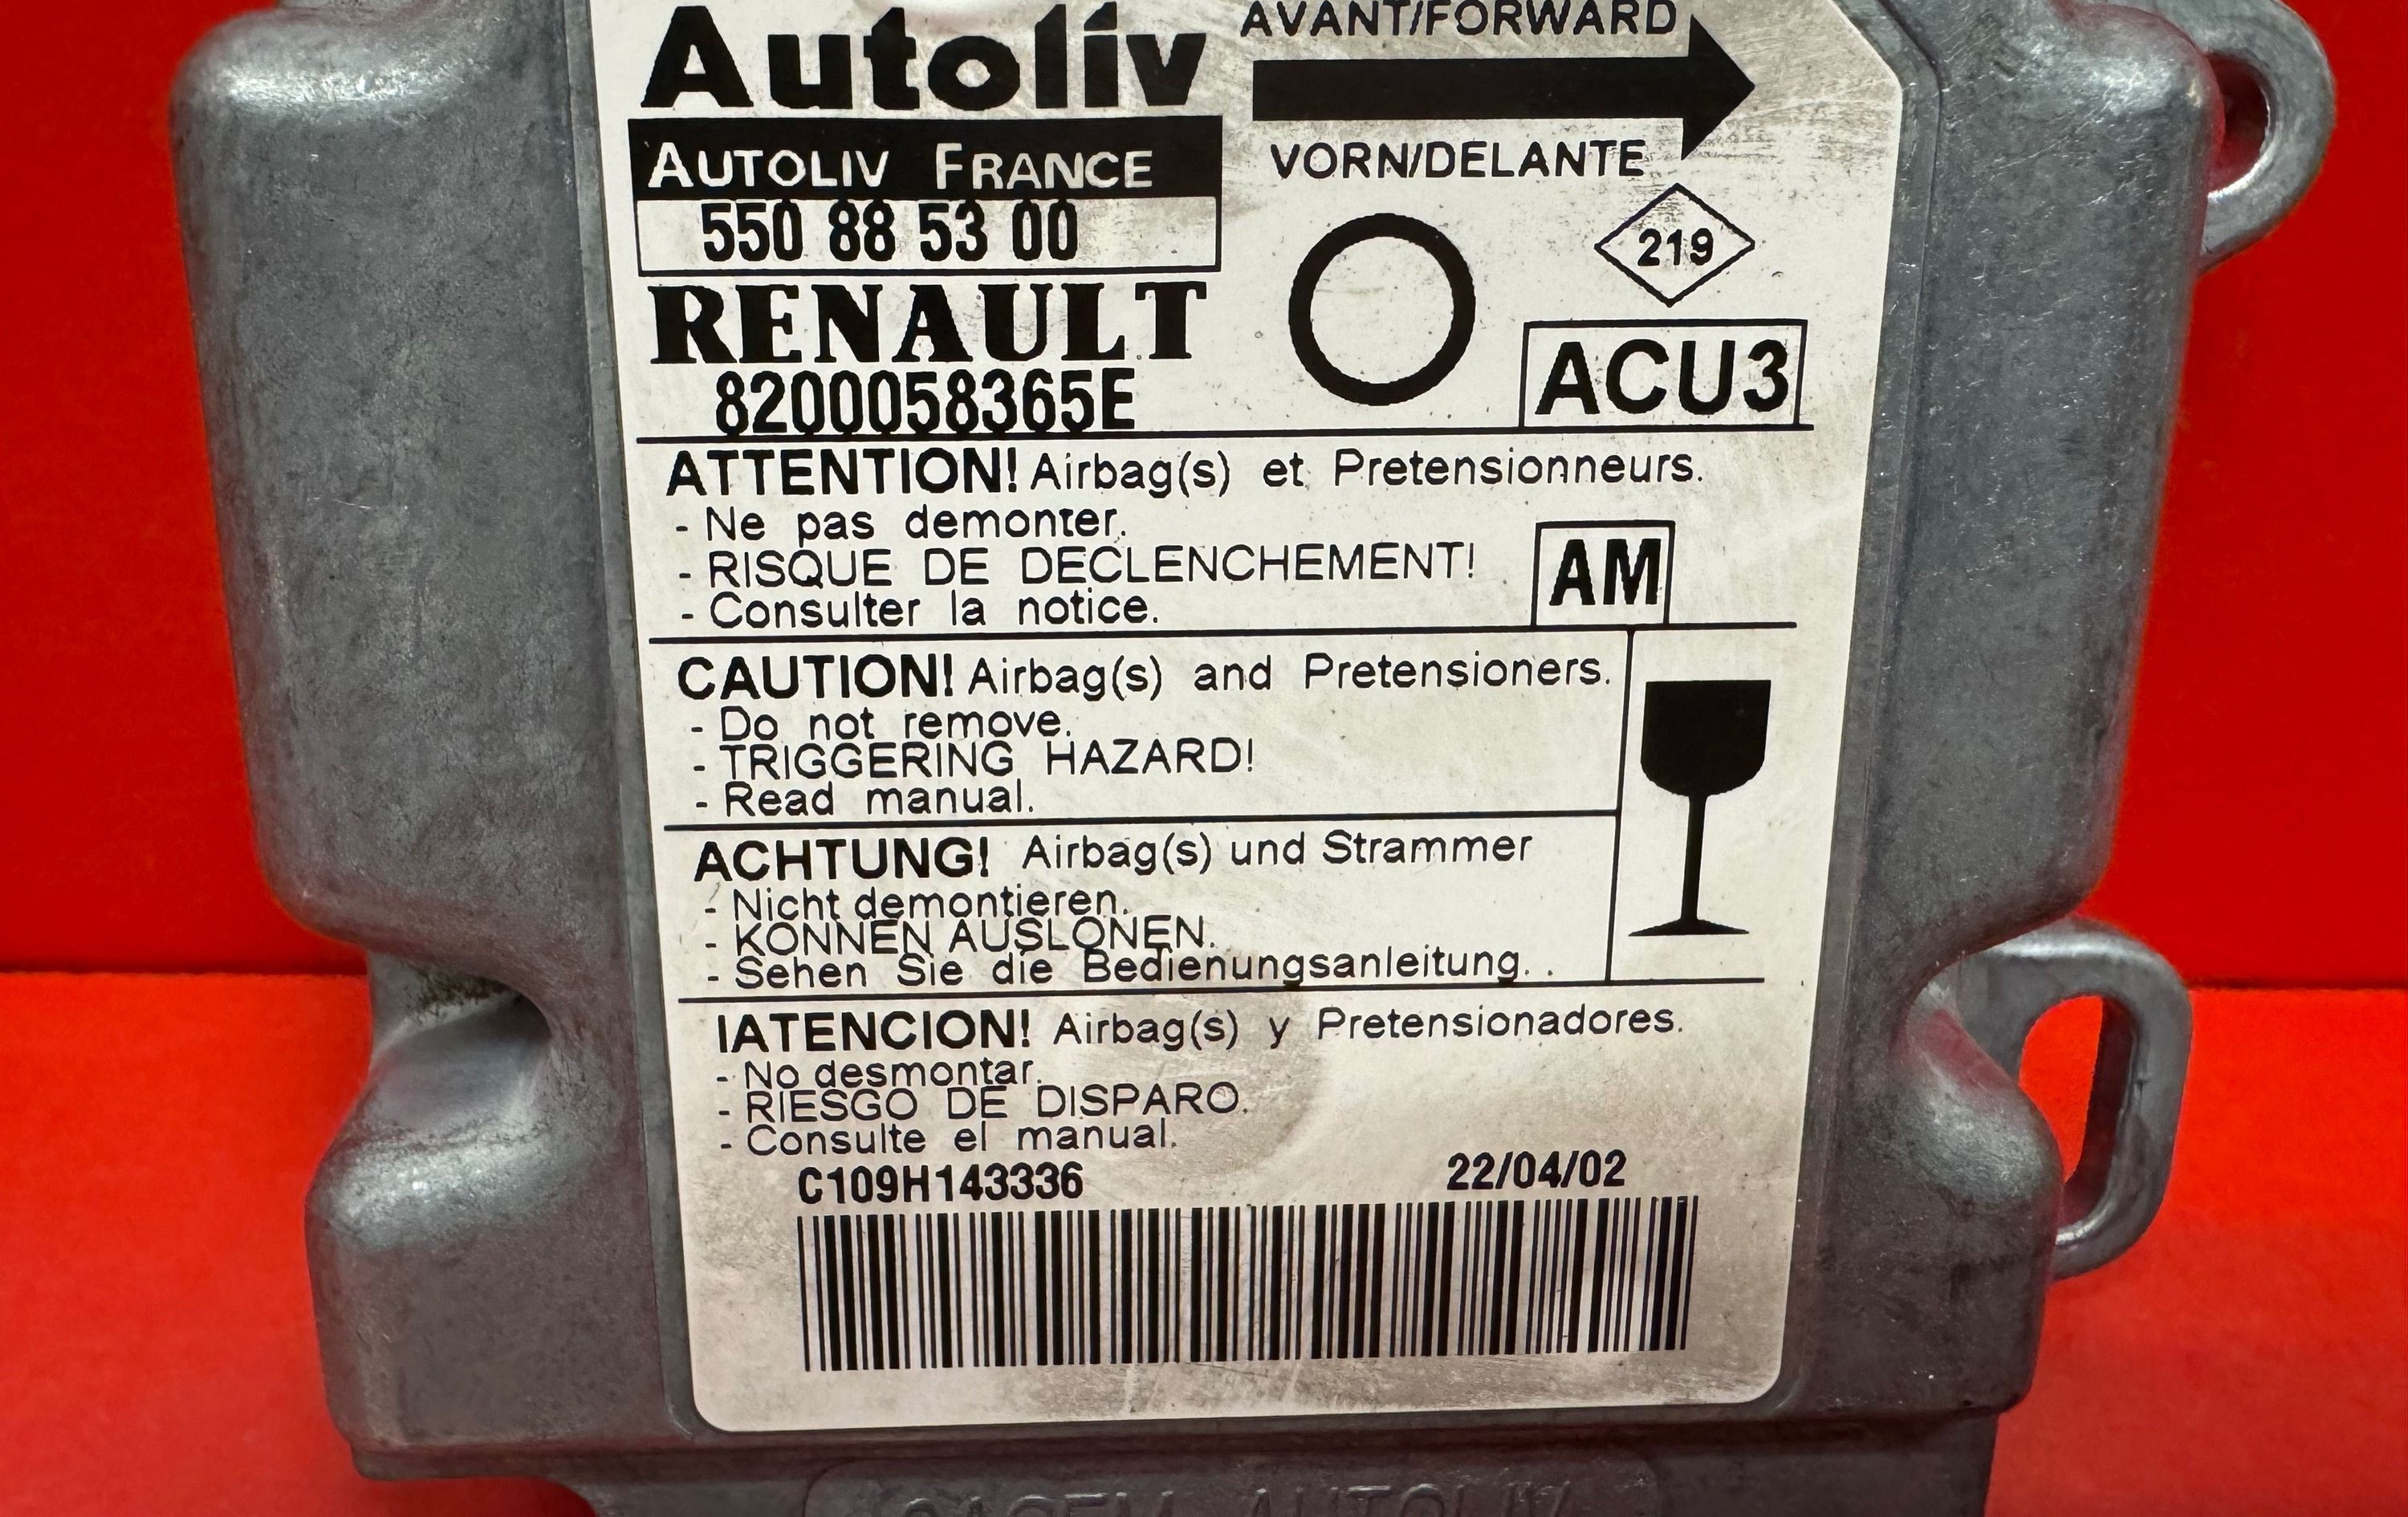 Autoliv
AVANT/FORWARD
AUTOLIV FRANCE
VORN/DELANTE
550 88 53 00
219
RENAULT
ACU3
8200058365E
ATTENTION! Airbag(s) et Pretensionneurs.
- Ne pas demonter.
- RISQUE DE DECLENCHEMENT!
AM
- Consulter la notice.
CAUTION! Airbag(s) and Pretensioners.
- Do not remove.
- TRIGGERING HAZARD!
- Read manual.
ACHTUNG! Airbag(s) und Strammer
- Nicht demontieren.
- KONNEN AUSLONEN.
- Sehen Sie die Bedienungsanleitung. .
IATENCION! Airbag(s) y Pretensionadores.
- No desmontar.
- RIESGO DE DISPARO.
- Consulte el manual.
C109H143336 22/04/02
AUTOLIV